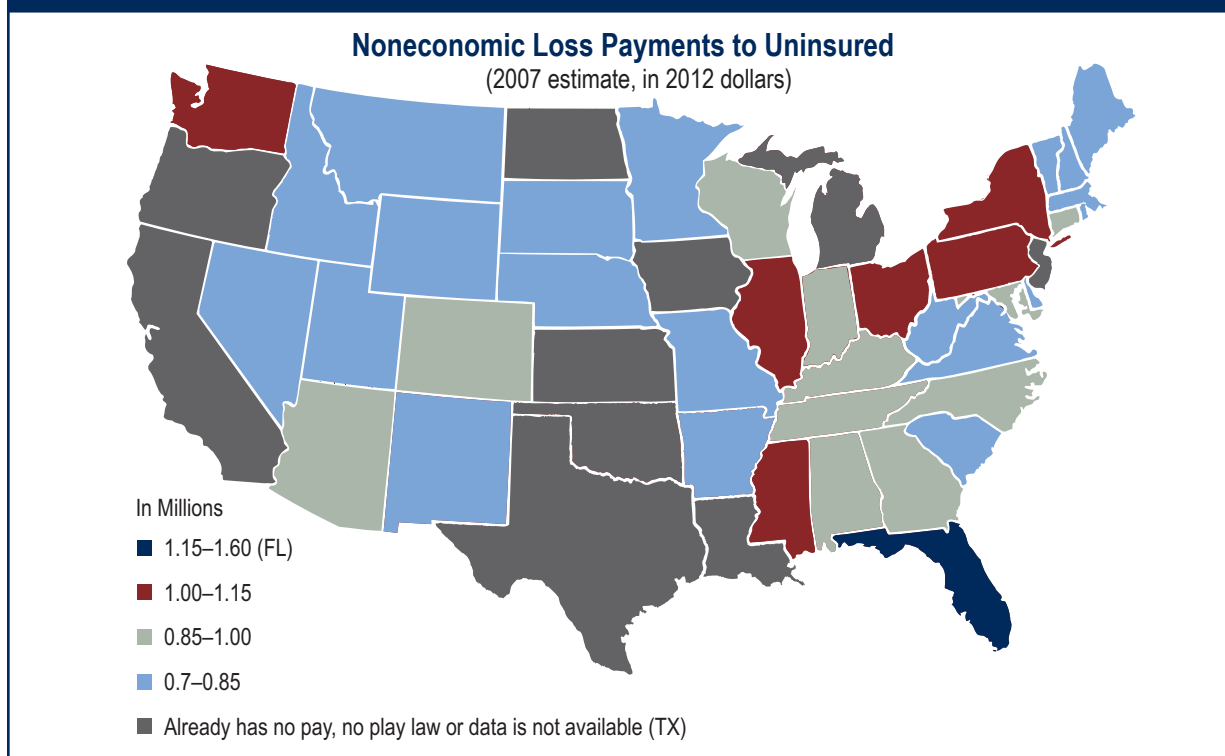 Noneconomic Loss Payments to Uninsured
(2007 estimate, in 2012 dollars)
In Millions
1.15–1.60 (FL)
1.00–1.15
0.85–1.00
0.7–0.85
Already has no pay, no play law or data is not available (TX)